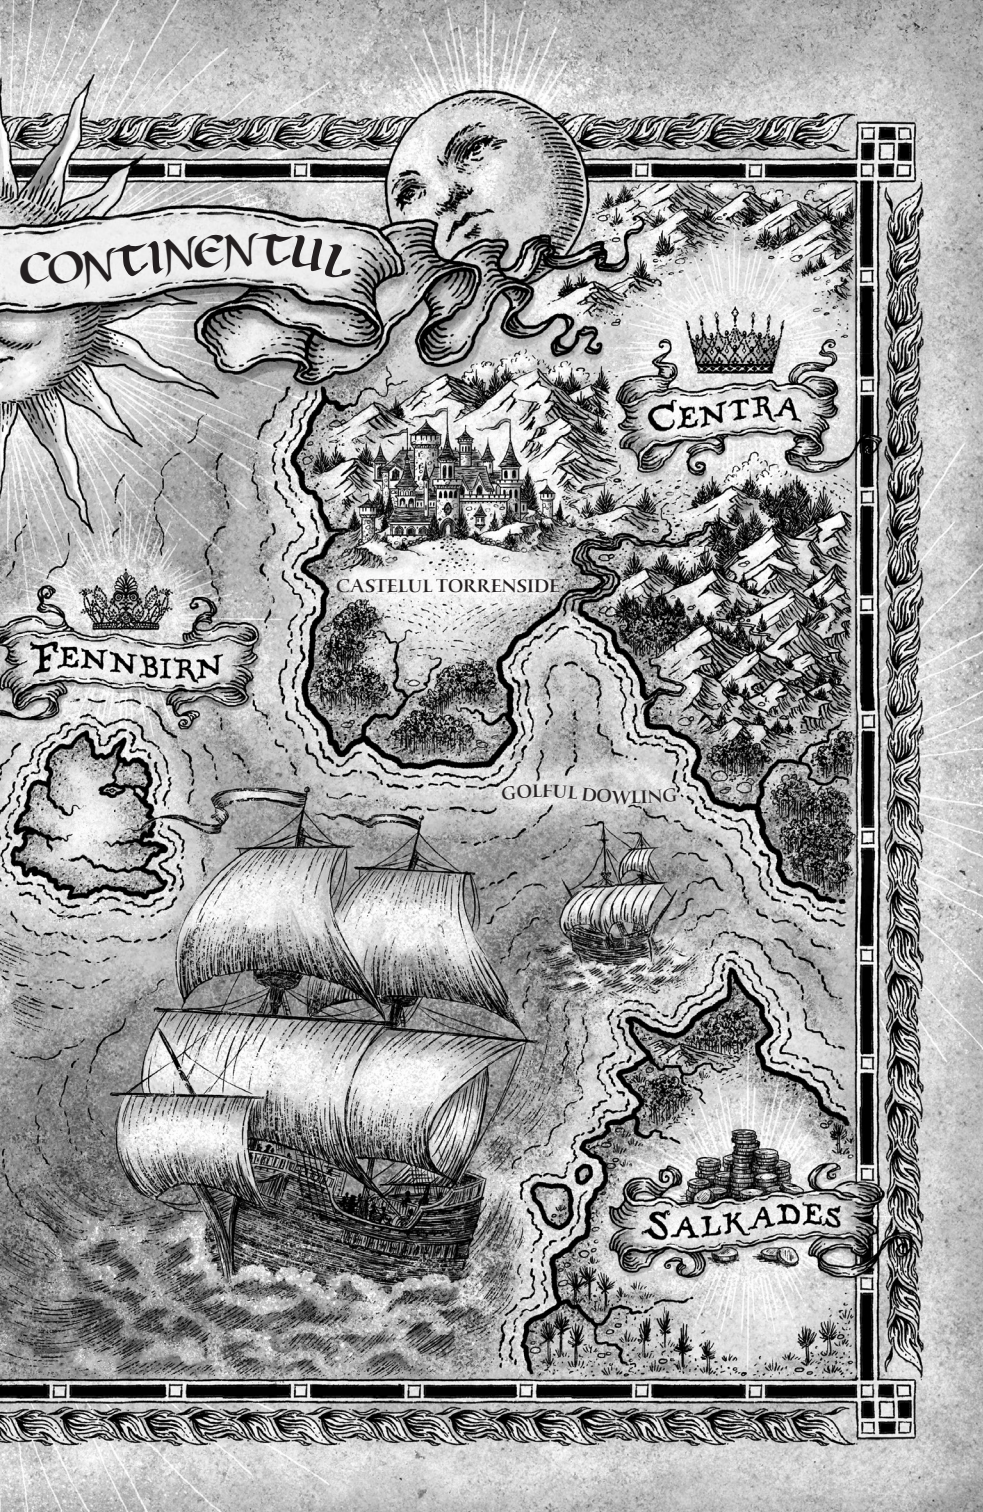 CONTINENTUL
CENTRA
CASTELUL TORRENSIDE
FENNBIRN
GOLFUL DOWLING
SALKADES